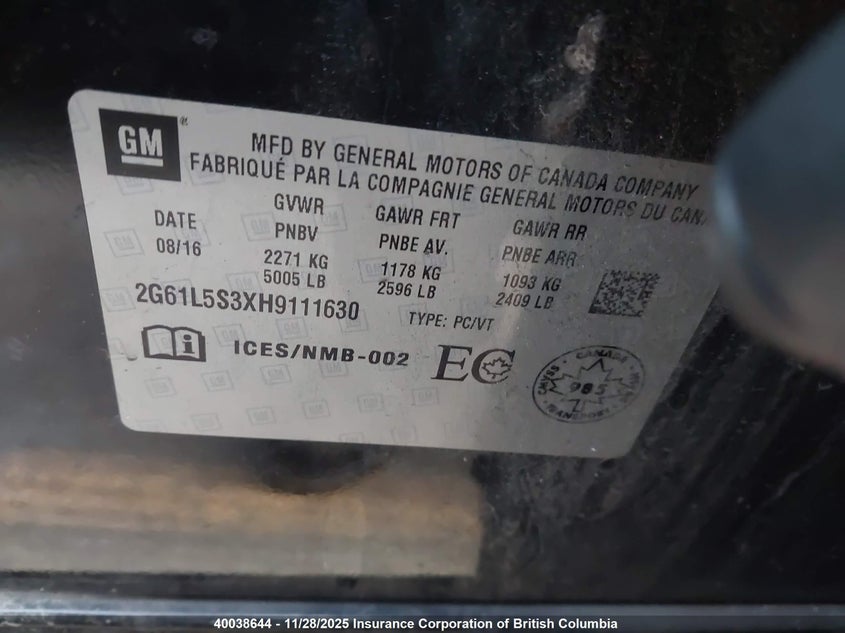 GM
MFD BY GENERAL MOTORS OF CANADA COMPANY
FABRIQUÉ PAR LA COMPAGNIE GENERAL MOTORS DU CANA
DATE
08/16
GVWR
PNBV
2271 KG
5005 LB
GAWR FRT
PNBE AV.
1178 KG
2596 LB
GAWR RR
PNBE ARR
1093 KG
2409 LB
2G61L5S3XH9111630
TYPE: PC/VT
ICES/NMB-002
EC
CANADA
TRANSPORT
40038644 - 11/28/2025 Insurance Corporation of British Columbia